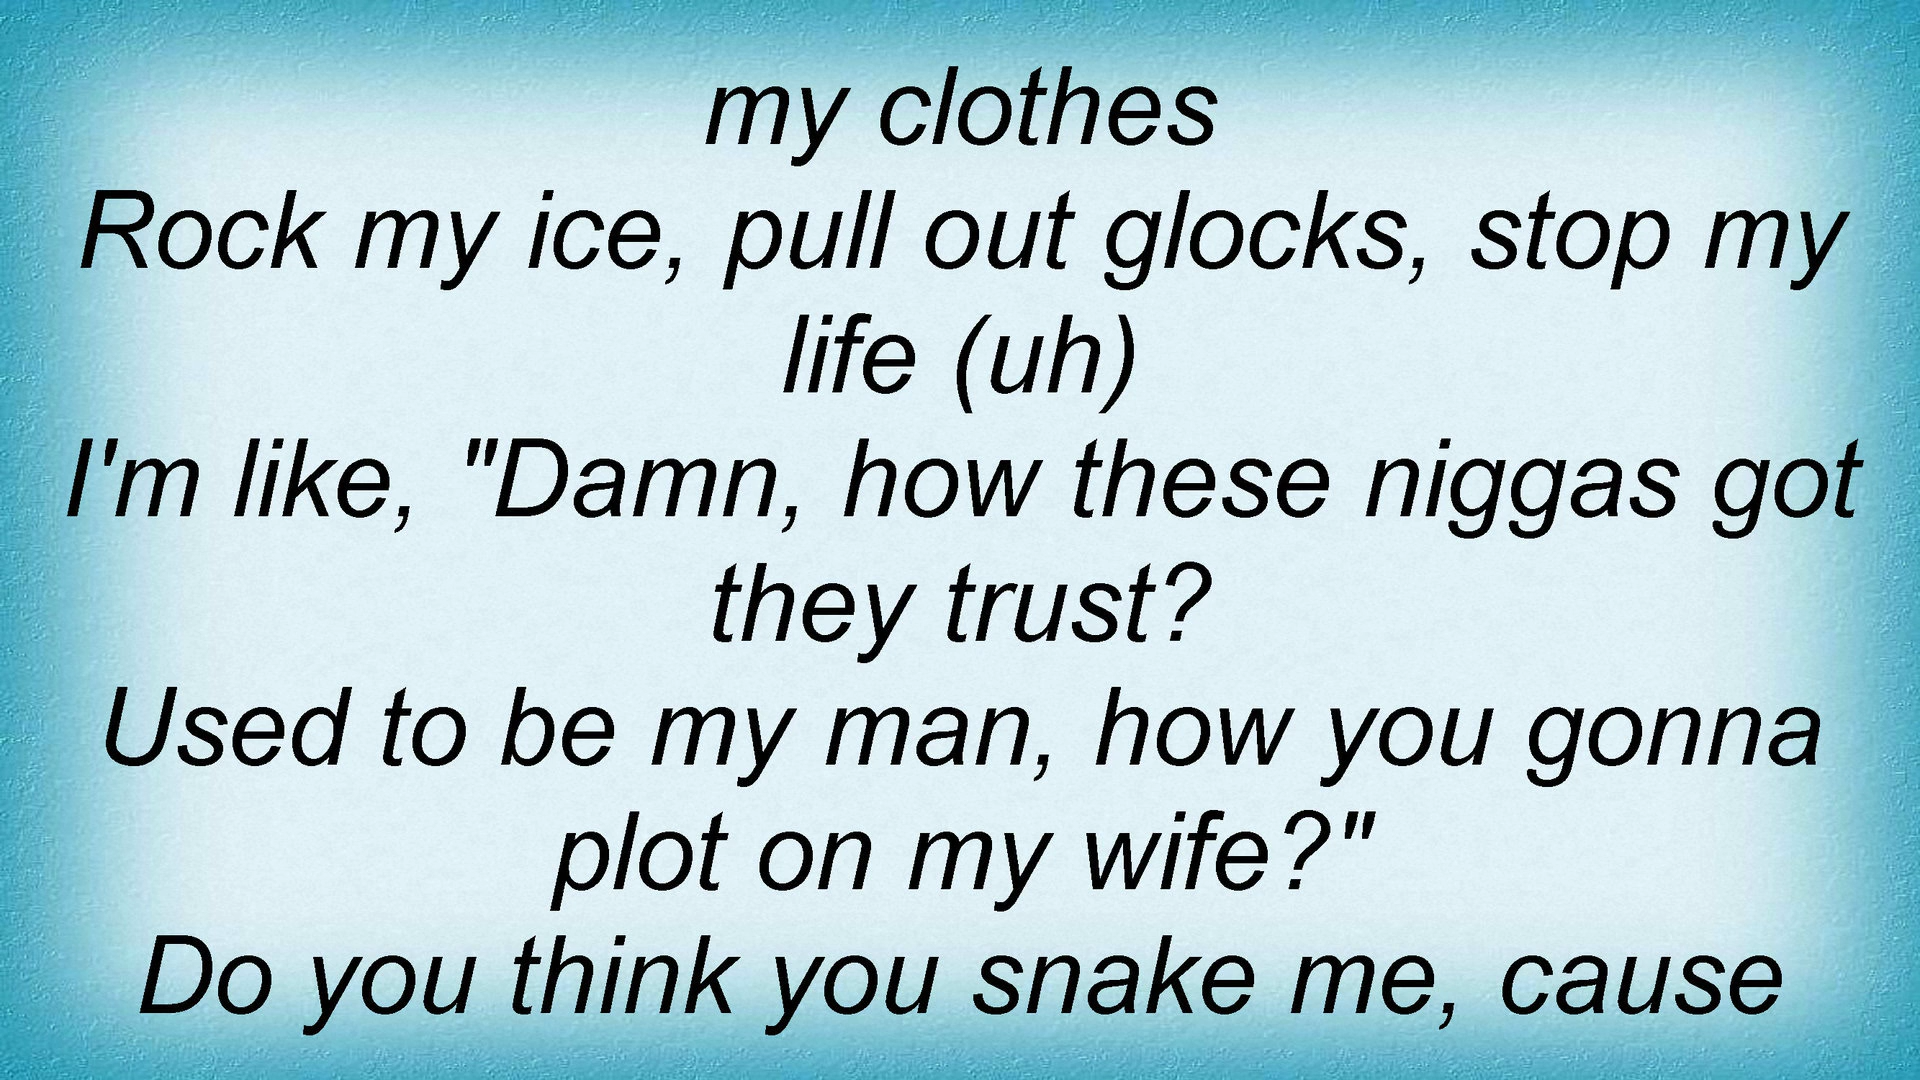 my clothes
Rock my ice, pull out glocks, stop my
life (uh)
I'm like, "Damn, how these niggas got
they trust?
Used to be my man, how you gonna
plot on my wife?"
Do you think you snake me, cause